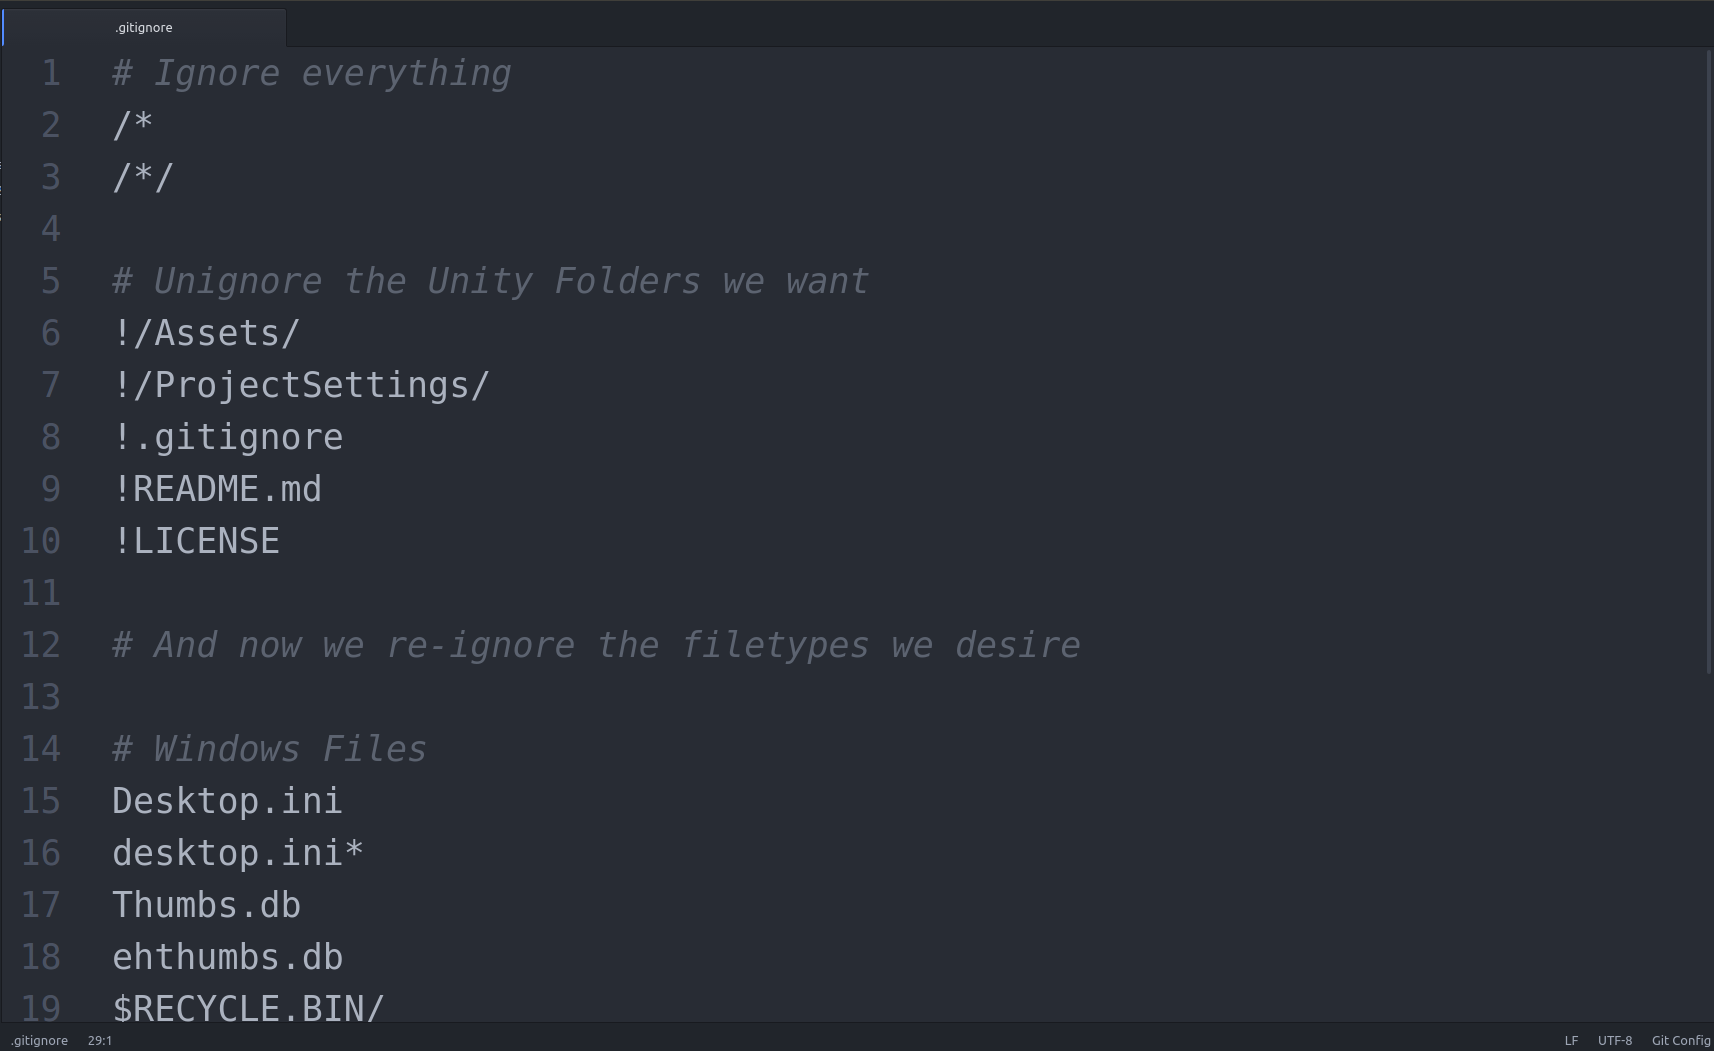 .gitignore
1 # Ignore everything
2 /*
3 /*/
4
5 # Unignore the Unity Folders we want
6 !/Assets/
7 !/ProjectSettings/
8 !.gitignore
9 !README.md
10 !LICENSE
11
12 # And now we re-ignore the filetypes we desire
13
14 # Windows Files
15 Desktop.ini
16 desktop.ini*
17 Thumbs.db
18 ehthumbs.db
19 $RECYCLE.BIN/
.gitignore 29:1 LF UTF-8 Git Config